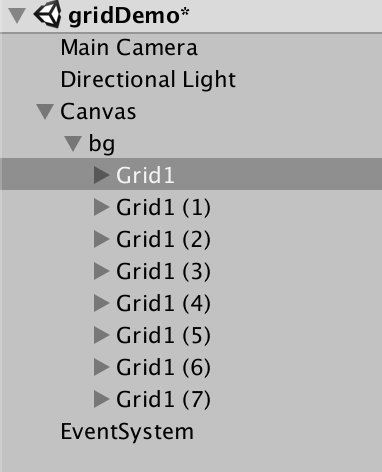 gridDemo*
Main Camera
Directional Light
Canvas
bg
Grid1
Grid1 (1)
Grid1 (2)
Grid1 (3)
Grid1 (4)
Grid1 (5)
Grid1 (6)
Grid1 (7)
EventSystem